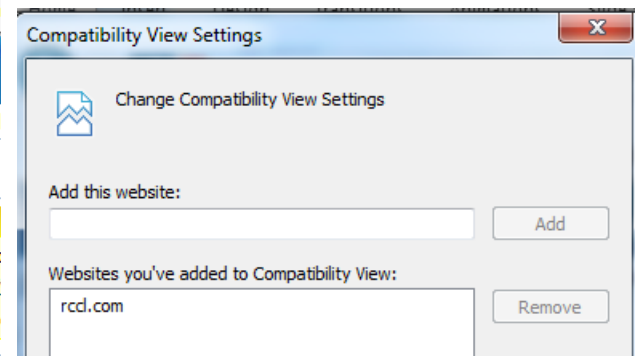 Compatibility View Settings
Change Compatibility View Settings
Add this website:
Add
Websites you've added to Compatibility View:
rccl.com
Remove